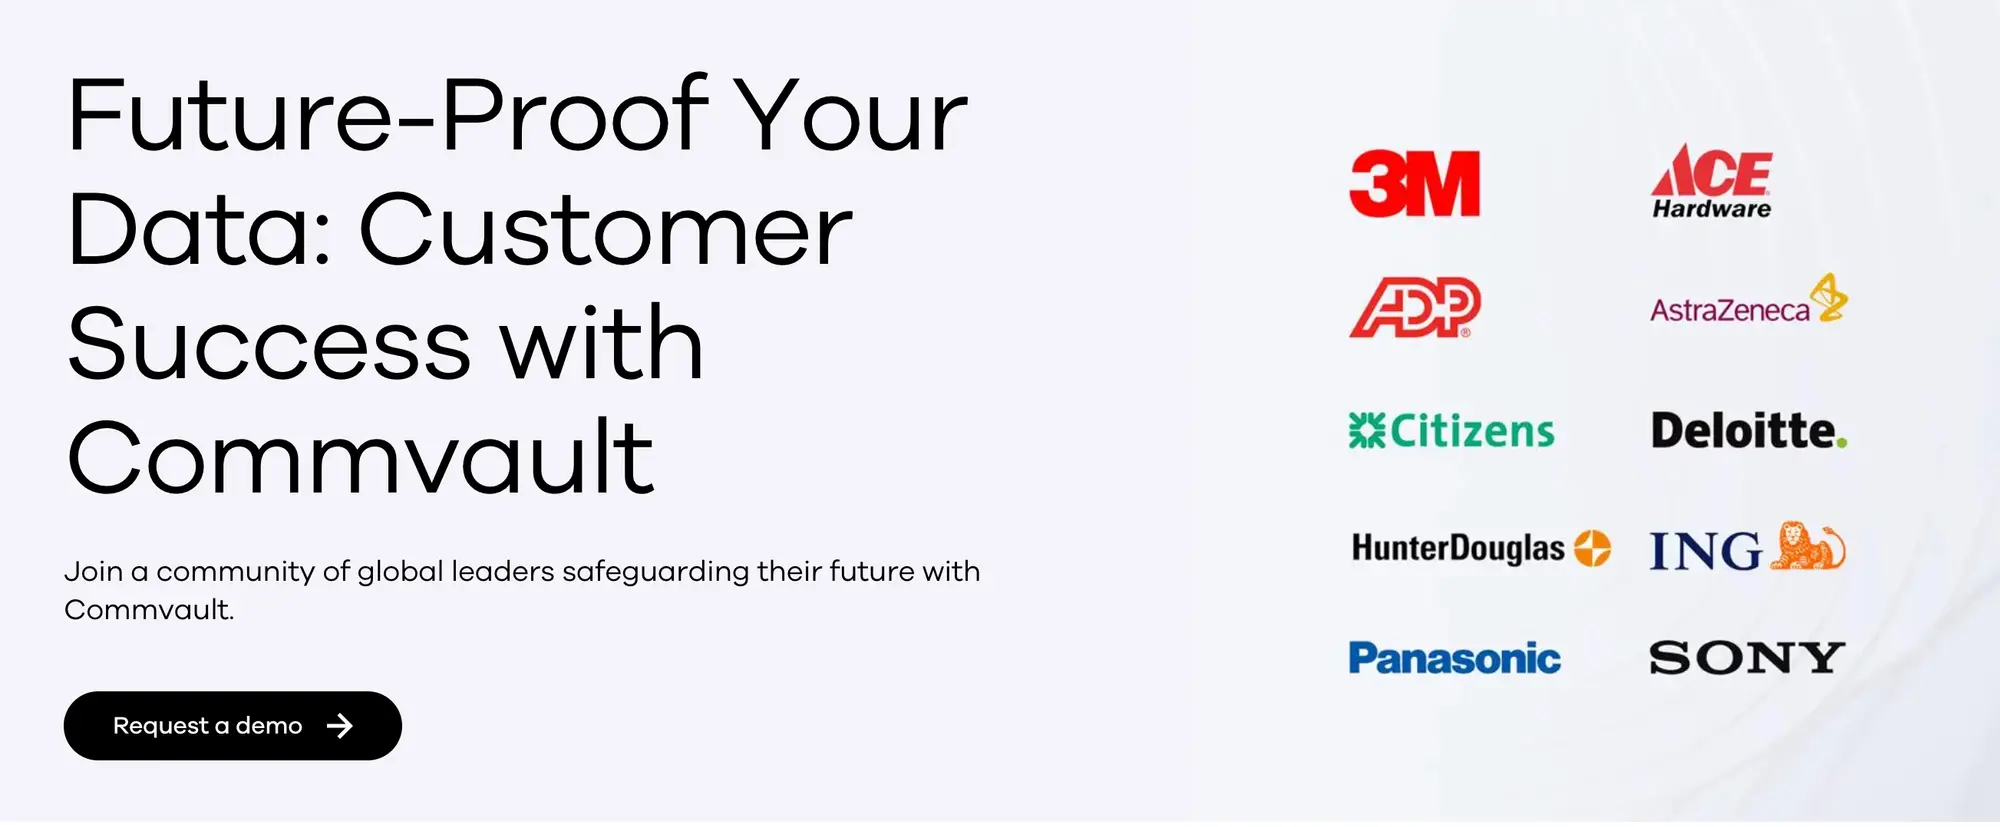 Future-Proof Your
Data: Customer
Success with
Commvault
Join a community of global leaders safeguarding their future with
Commvault.
Request a demo
3M
ACE
Hardware
ADP®
AstraZeneca
Citizens
Deloitte.
HunterDouglas
ING
Panasonic
SONY